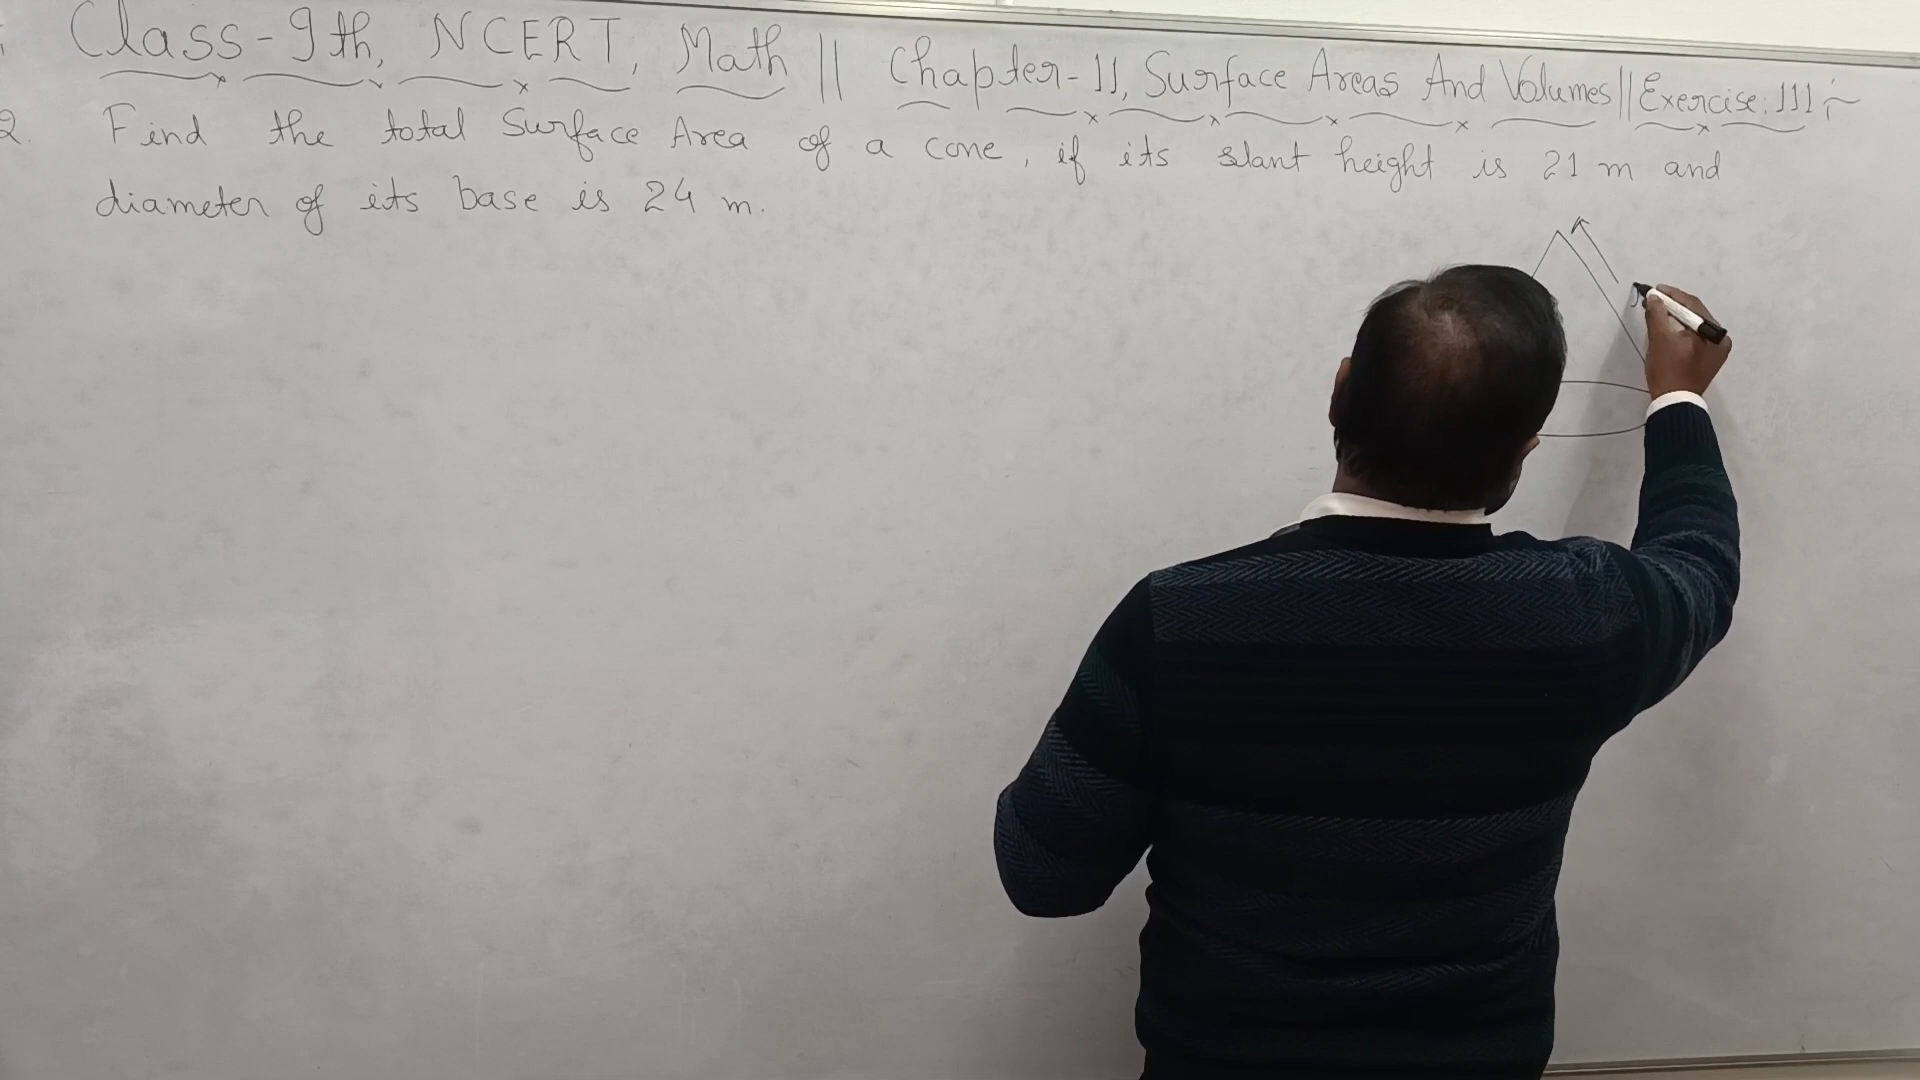 Class-9th, NCERT, Math || Chapter-11, Surface Areas And Volumes || Exercise: 11.1 :-
2. Find the total Surface Area of a cone, if its slant height is 21 m and
diameter of its base is 24 m.